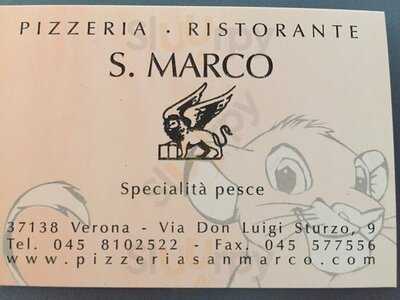 PIZZERIA · RISTORANTE
S. MARCO
Specialità pesce
37138 Verona - Via Don Luigi Sturzo, 9
Tel. 045 8102522 - Fax. 045 577556
www.pizzeriasanmarco.com